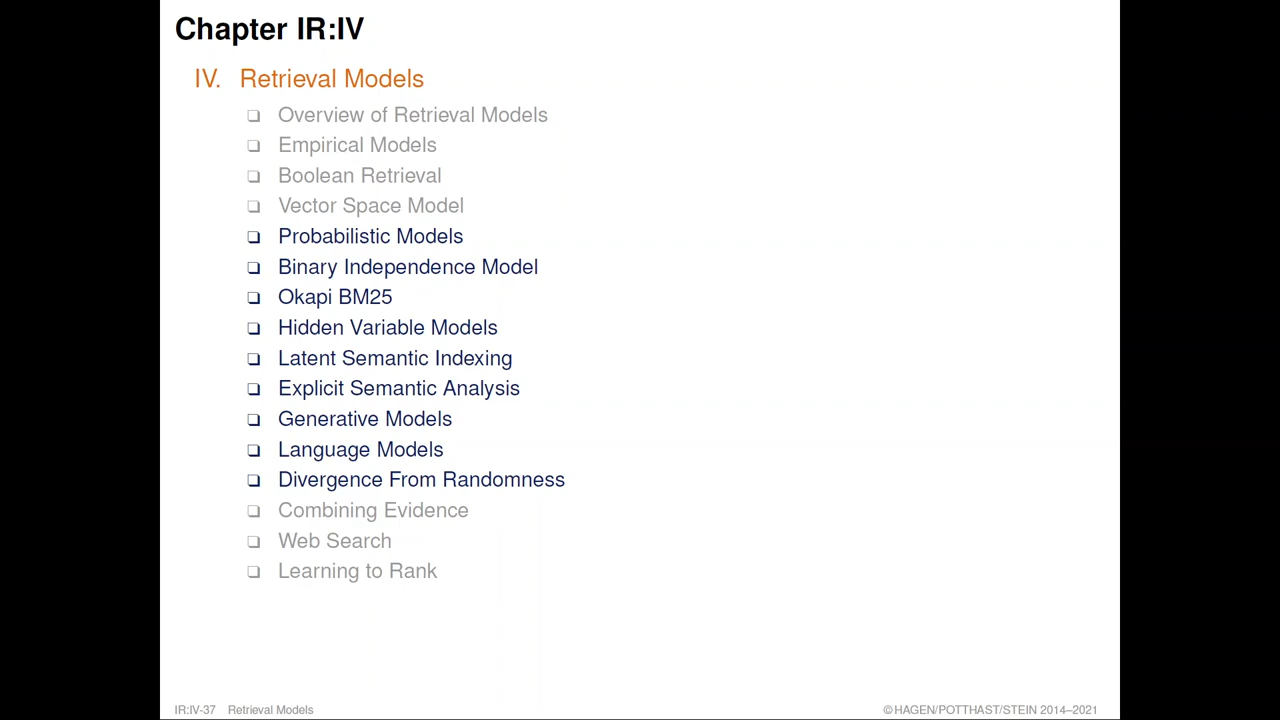 Chapter IR:IV
IV. Retrieval Models
❏ Overview of Retrieval Models
❏ Empirical Models
❏ Boolean Retrieval
❏ Vector Space Model
❏ Probabilistic Models
❏ Binary Independence Model
❏ Okapi BM25
❏ Hidden Variable Models
❏ Latent Semantic Indexing
❏ Explicit Semantic Analysis
❏ Generative Models
❏ Language Models
❏ Divergence From Randomness
❏ Combining Evidence
❏ Web Search
❏ Learning to Rank
IR:IV-37 Retrieval Models © HAGEN/POTTHAST/STEIN 2014–2021